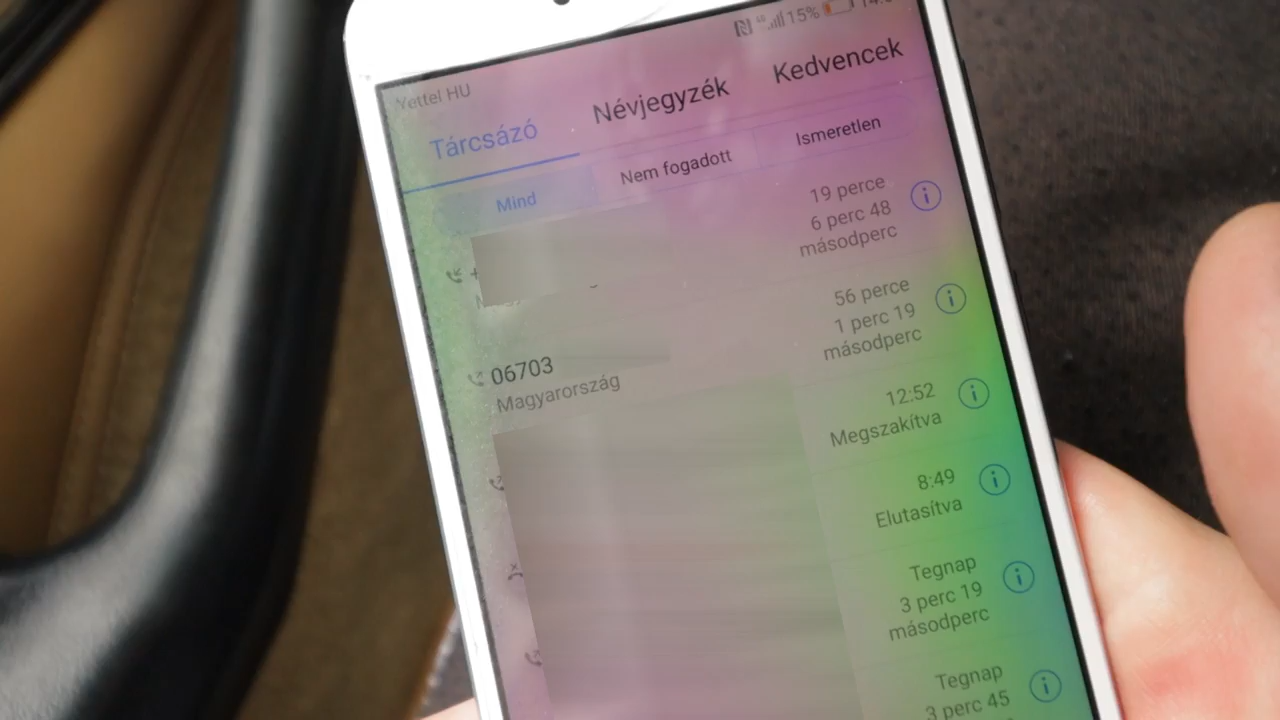 Yettel HU 4G 15%
Tárcsázó Névjegyzék Kedvencek
Mind Nem fogadott Ismeretlen
19 perce
6 perc 48
másodperc
56 perce
1 perc 19
másodperc
06703
Magyarország
12:52
Megszakítva
8:49
Elutasítva
Tegnap
3 perc 19
másodperc
Tegnap
3 perc 45